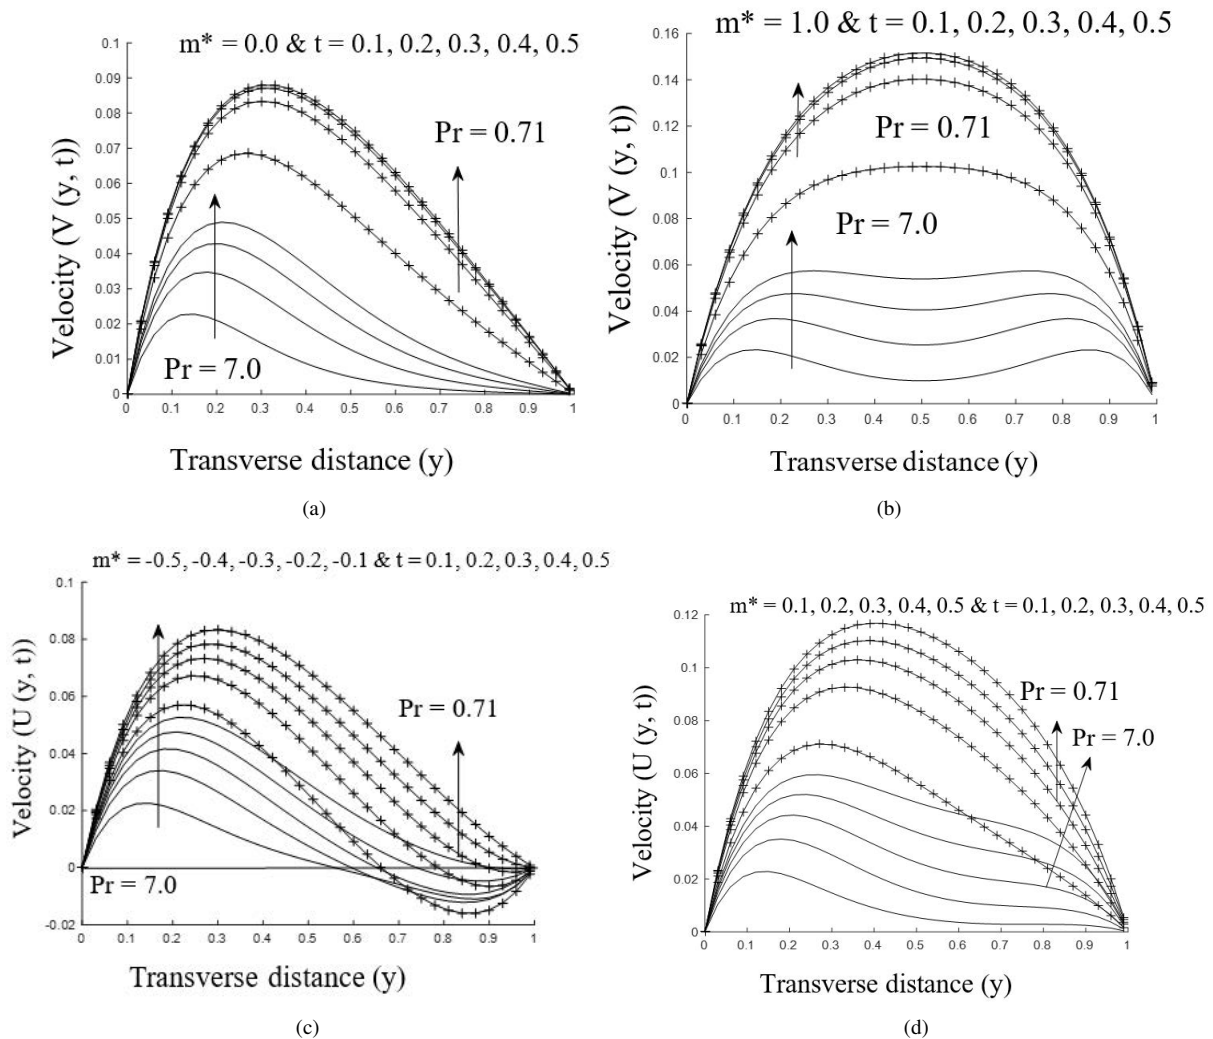 m* = 0.0 & t = 0.1, 0.2, 0.3, 0.4, 0.5
0.1
0.09
0.08
0.07
0.06
0.05
0.04
0.03
0.02
0.01
0
Velocity (V (y, t))
Pr = 0.71
Pr = 7.0
0 0.1 0.2 0.3 0.4 0.5 0.6 0.7 0.8 0.9 1
Transverse distance (y)
(a)
m* = 1.0 & t = 0.1, 0.2, 0.3, 0.4, 0.5
0.16
0.14
0.12
0.1
0.08
0.06
0.04
0.02
0
Velocity (V (y, t))
Pr = 0.71
Pr = 7.0
0 0.1 0.2 0.3 0.4 0.5 0.6 0.7 0.8 0.9 1
Transverse distance (y)
(b)
m* = -0.5, -0.4, -0.3, -0.2, -0.1 & t = 0.1, 0.2, 0.3, 0.4, 0.5
0.1
0.08
0.06
0.04
0.02
0
-0.02
Velocity (U (y, t))
Pr = 0.71
Pr = 7.0
0 0.1 0.2 0.3 0.4 0.5 0.6 0.7 0.8 0.9 1
Transverse distance (y)
(c)
m* = 0.1, 0.2, 0.3, 0.4, 0.5 & t = 0.1, 0.2, 0.3, 0.4, 0.5
0.12
0.1
0.08
0.06
0.04
0.02
0
Velocity (U (y, t))
Pr = 0.71
Pr = 7.0
0 0.1 0.2 0.3 0.4 0.5 0.6 0.7 0.8 0.9 1
Transverse distance (y)
(d)